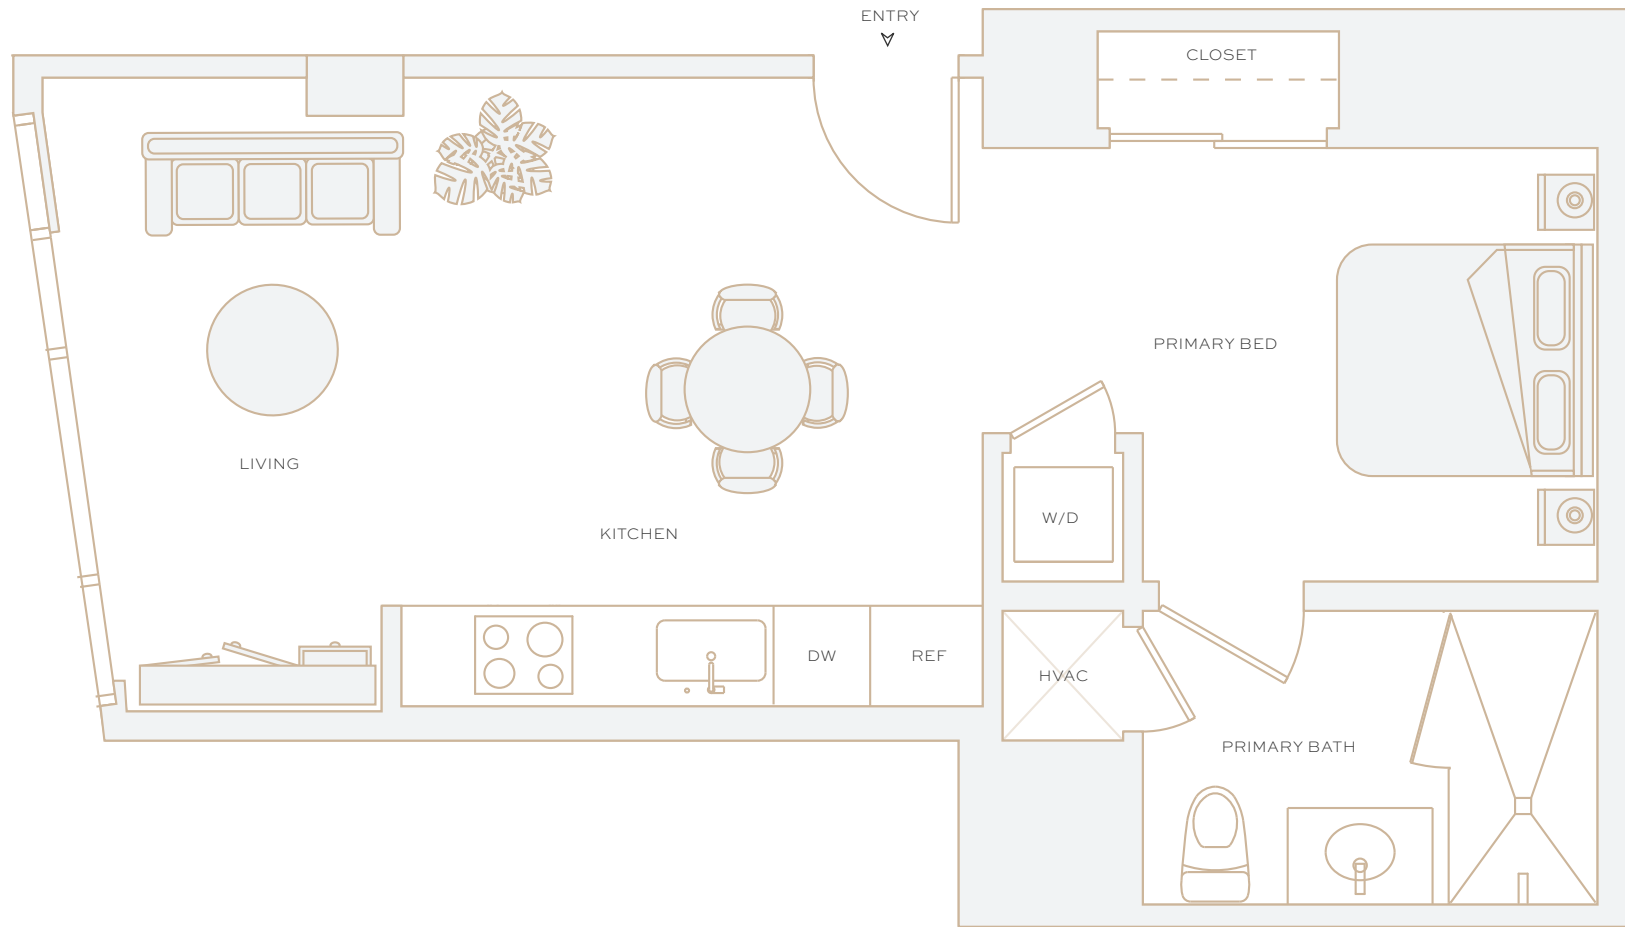 ENTRY
CLOSET
PRIMARY BED
LIVING
W/D
KITCHEN
DW
REF
HVAC
PRIMARY BATH